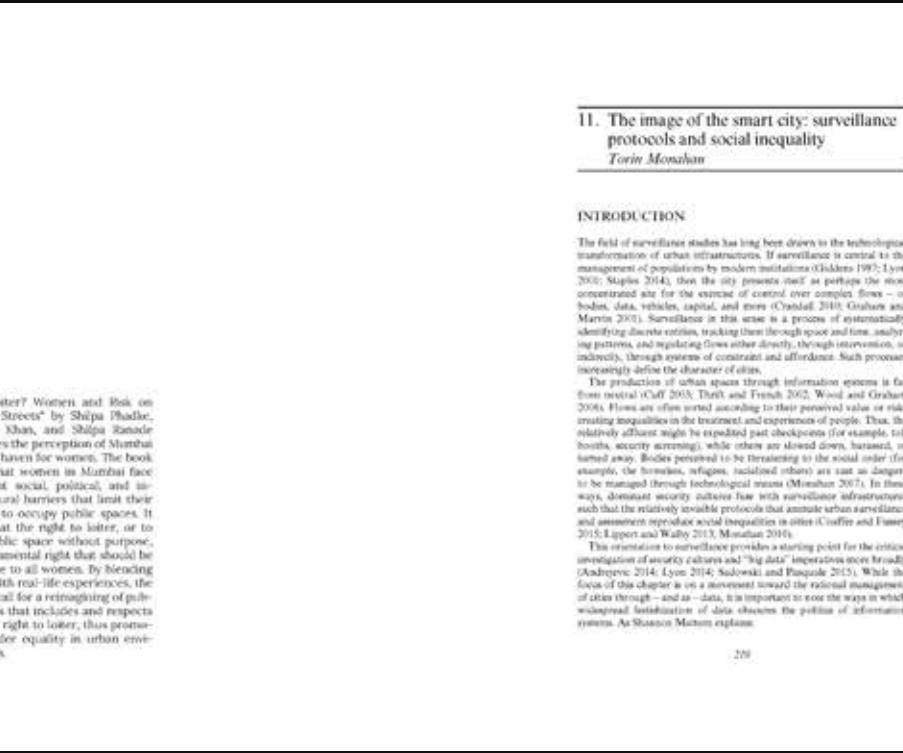 ter? Women and Risk on
Streets" by Shilpa Phadke,
Khan, and Shilpa Ranade
es the perception of Mumbai
haven for women. The book
hat women in Mumbai face
nt social, political, and in-
ural barriers that limit their
to occupy public spaces. It
at the right to loiter, or to
blic space without purpose,
amental right that should be
e to all women. By blending
ith real-life experiences, the
call for a reimagining of pub-
s that includes and respects
right to loiter, thus promo-
der equality in urban envi-
s.
11. The image of the smart city: surveillance
protocols and social inequality
Torin Monahan
INTRODUCTION
The field of surveillance studies has long been drawn to the technologica
transformation of urban infrastructures. If surveillance is central to the
management of populations by modern institutions (Giddens 1987; Lyon
2001; Staples 2014), then the city presents itself as perhaps the most
concentrated site for the exercise of control over complex flows – o
bodies, data, vehicles, capital, and more (Crandall 2010; Graham and
Marvin 2001). Surveillance in this sense is a process of systematically
identifying discrete entities, tracking them through space and time, analyz
ing patterns, and regulating flows either directly, through intervention, o
indirectly, through systems of constraint and affordance. Such processe
increasingly define the character of cities.
The production of urban spaces through information systems is fa
from neutral (Cuff 2003; Thrift and French 2002; Wood and Graham
2006). Flows are often sorted according to their perceived value or risk
creating inequalities in the treatment and experiences of people. Thus, the
relatively affluent might be expedited past checkpoints (for example, tol
booths, security screening), while others are slowed down, harassed, o
turned away. Bodies perceived to be threatening to the social order (fo
example, the homeless, refugees, racialized others) are cast as danger
to be managed through technological means (Monahan 2017). In these
ways, dominant security cultures fuse with surveillance infrastructure
such that the relatively invisible protocols that animate urban surveillance
and assessment reproduce social inequalities in cities (Coaffee and Fussey
2015; Lippert and Walby 2013; Monahan 2010).
This orientation to surveillance provides a starting point for the critica
investigation of security cultures and "big data" imperatives more broadly
(Andrejevic 2014; Lyon 2014; Sadowski and Pasquale 2015). While the
focus of this chapter is on a movement toward the rational management
of cities through – and as – data, it is important to note the ways in which
widespread fetishization of data obscures the politics of information
systems. As Shannon Mattern explains:
210